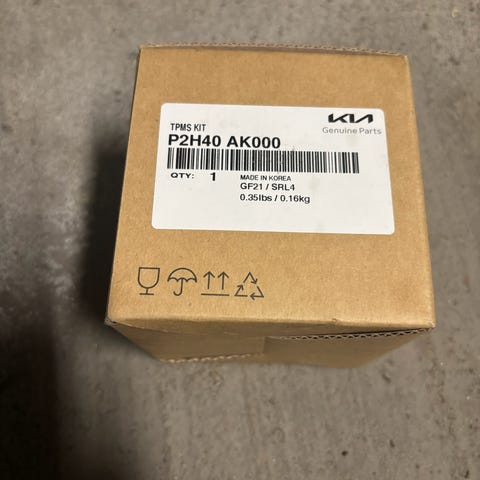 KIA
Genuine Parts
TPMS KIT
P2H40 AK000
QTY: 1
MADE IN KOREA
GF21 / SRL4
0.35lbs / 0.16kg